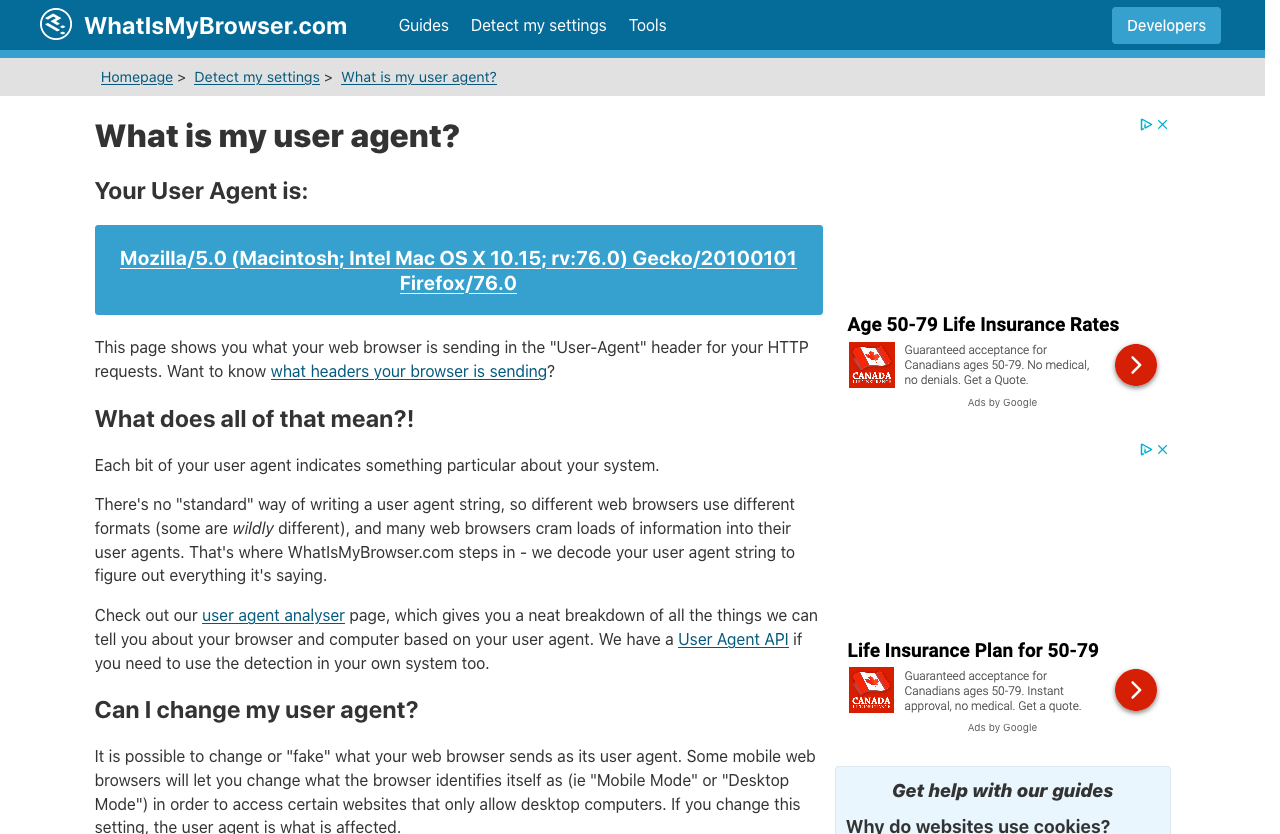 WhatIsMyBrowser.com
Guides
Detect my settings
Tools
Developers
Homepage > Detect my settings > What is my user agent?
What is my user agent?
Your User Agent is:
Mozilla/5.0 (Macintosh; Intel Mac OS X 10.15; rv:76.0) Gecko/20100101
Firefox/76.0
This page shows you what your web browser is sending in the "User-Agent" header for your HTTP
requests. Want to know what headers your browser is sending?
What does all of that mean?!
Each bit of your user agent indicates something particular about your system.
There's no "standard" way of writing a user agent string, so different web browsers use different
formats (some are wildly different), and many web browsers cram loads of information into their
user agents. That's where WhatIsMyBrowser.com steps in - we decode your user agent string to
figure out everything it's saying.
Check out our user agent analyser page, which gives you a neat breakdown of all the things we can
tell you about your browser and computer based on your user agent. We have a User Agent API if
you need to use the detection in your own system too.
Can I change my user agent?
It is possible to change or "fake" what your web browser sends as its user agent. Some mobile web
browsers will let you change what the browser identifies itself as (ie "Mobile Mode" or "Desktop
Mode") in order to access certain websites that only allow desktop computers. If you change this
setting, the user agent is what is affected.
Age 50-79 Life Insurance Rates
CANADA
Guaranteed acceptance for
Canadians ages 50-79. No medical,
no denials. Get a Quote.
Ads by Google
Life Insurance Plan for 50-79
CANADA
Guaranteed acceptance for
Canadians ages 50-79. Instant
approval, no medical. Get a quote.
Ads by Google
Get help with our guides
Why do websites use cookies?